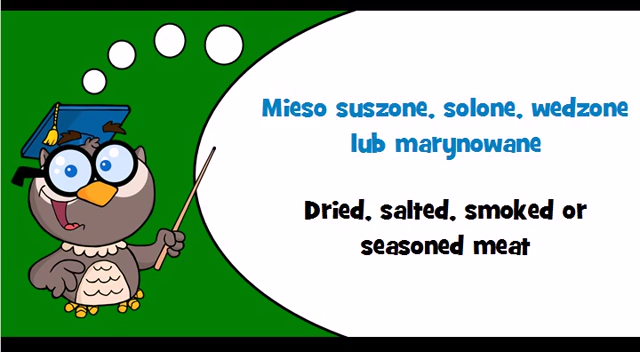 Mieso suszone, solone, wedzone
lub marynowane
Dried, salted, smoked or
seasoned meat